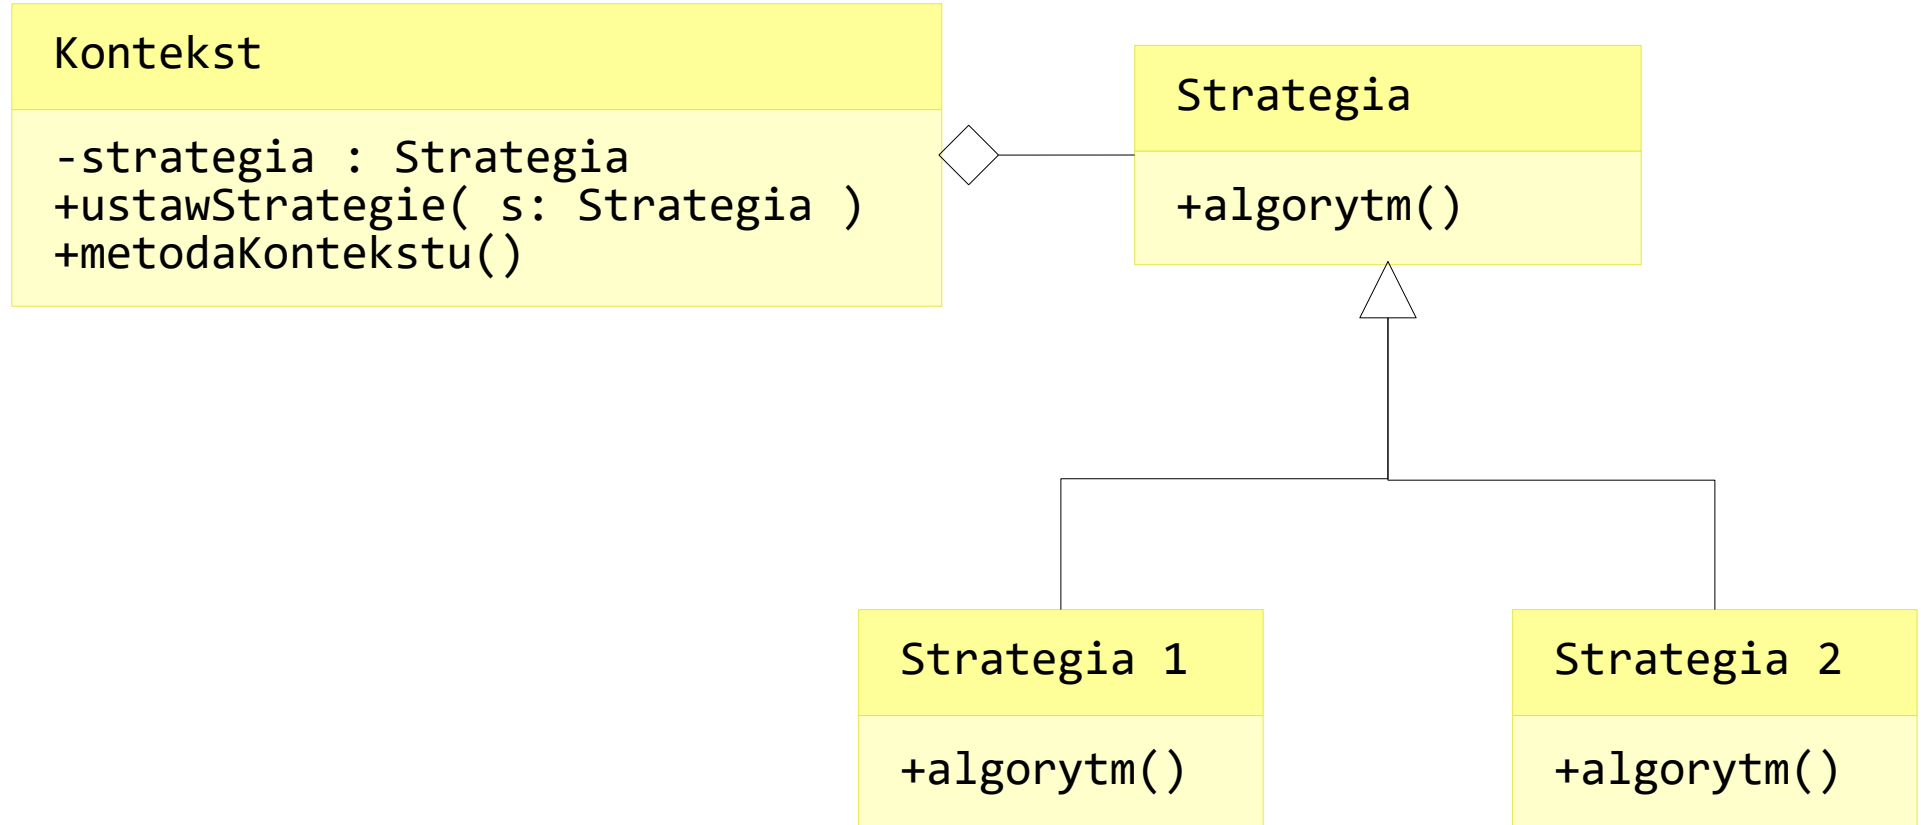 Kontekst
-strategia : Strategia
+ustawStrategie( s: Strategia )
+metodaKontekstu()
Strategia
+algorytm()
Strategia 1
+algorytm()
Strategia 2
+algorytm()